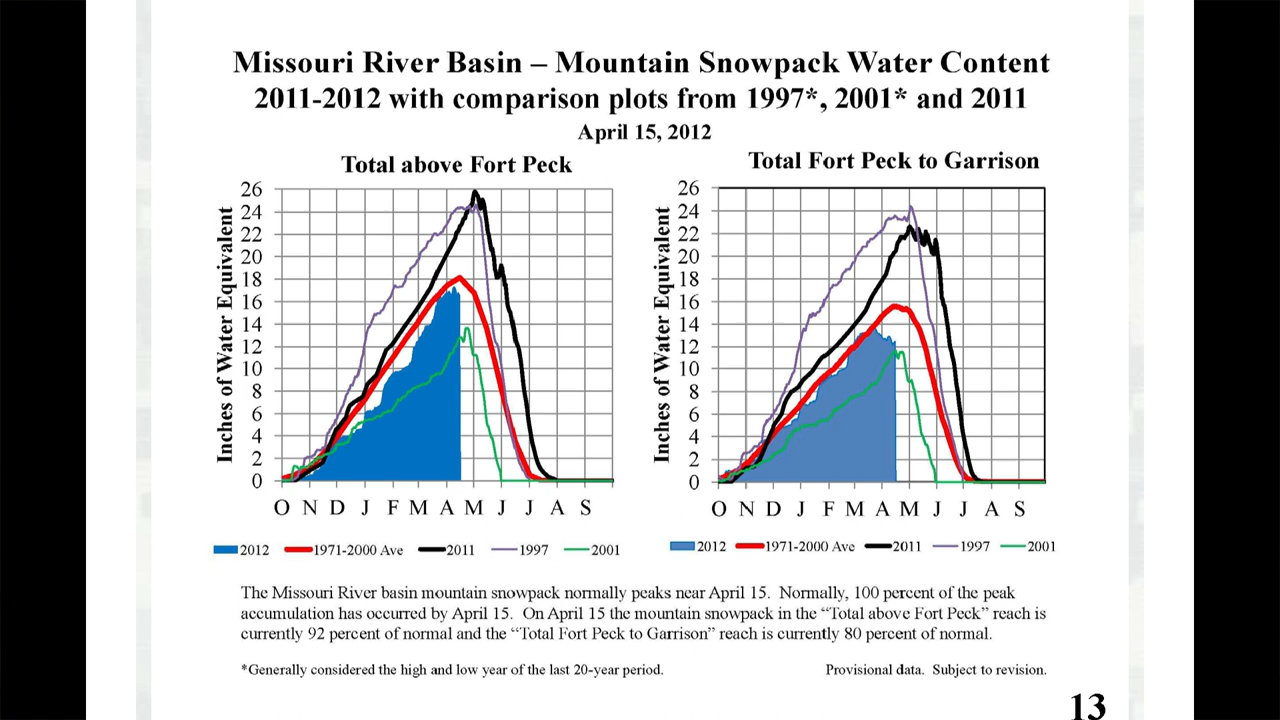 Missouri River Basin – Mountain Snowpack Water Content
2011-2012 with comparison plots from 1997*, 2001* and 2011
April 15, 2012
Total above Fort Peck
Inches of Water Equivalent
26
24
22
20
18
16
14
12
10
8
6
4
2
0
O N D J F M A M J J A S
2012 1971-2000 Ave 2011 1997 2001
Total Fort Peck to Garrison
Inches of Water Equivalent
26
24
22
20
18
16
14
12
10
8
6
4
2
0
O N D J F M A M J J A S
2012 1971-2000 Ave 2011 1997 2001
The Missouri River basin mountain snowpack normally peaks near April 15. Normally, 100 percent of the peak
accumulation has occurred by April 15. On April 15 the mountain snowpack in the “Total above Fort Peck” reach is
currently 92 percent of normal and the “Total Fort Peck to Garrison” reach is currently 80 percent of normal.
*Generally considered the high and low year of the last 20-year period. Provisional data. Subject to revision.
13